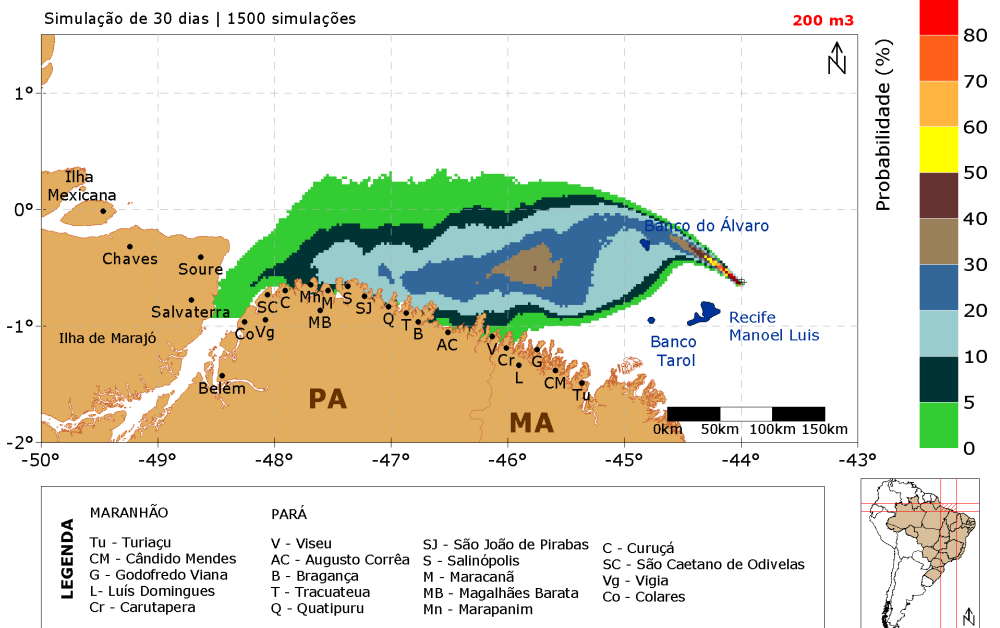 Simulação de 30 dias | 1500 simulações
200 m3
N
Probabilidade (%)
80
70
60
50
40
30
20
10
5
0
1°
0°
-1°
-2°
-50°
-49°
-48°
-47°
-46°
-45°
-44°
-43°
Ilha
Mexicana
Chaves
Soure
Salvaterra
Ilha de Marajó
Belém
Co
Vg
SC
C
Mn
M
MB
S
SJ
Q
T
B
AC
V
Cr
L
G
CM
Tu
PA
MA
Banco do Álvaro
Recife
Manoel Luis
Banco
Tarol
0km 50km 100km 150km
LEGENDA
MARANHÃO
Tu - Turiaçu
CM - Cândido Mendes
G - Godofredo Viana
L- Luís Domingues
Cr - Carutapera
PARÁ
V - Viseu
AC - Augusto Corrêa
B - Bragança
T - Tracuateua
Q - Quatipuru
SJ - São João de Pirabas
S - Salinópolis
M - Maracanã
MB - Magalhães Barata
Mn - Marapanim
C - Curuçá
SC - São Caetano de Odivelas
Vg - Vigia
Co - Colares
N